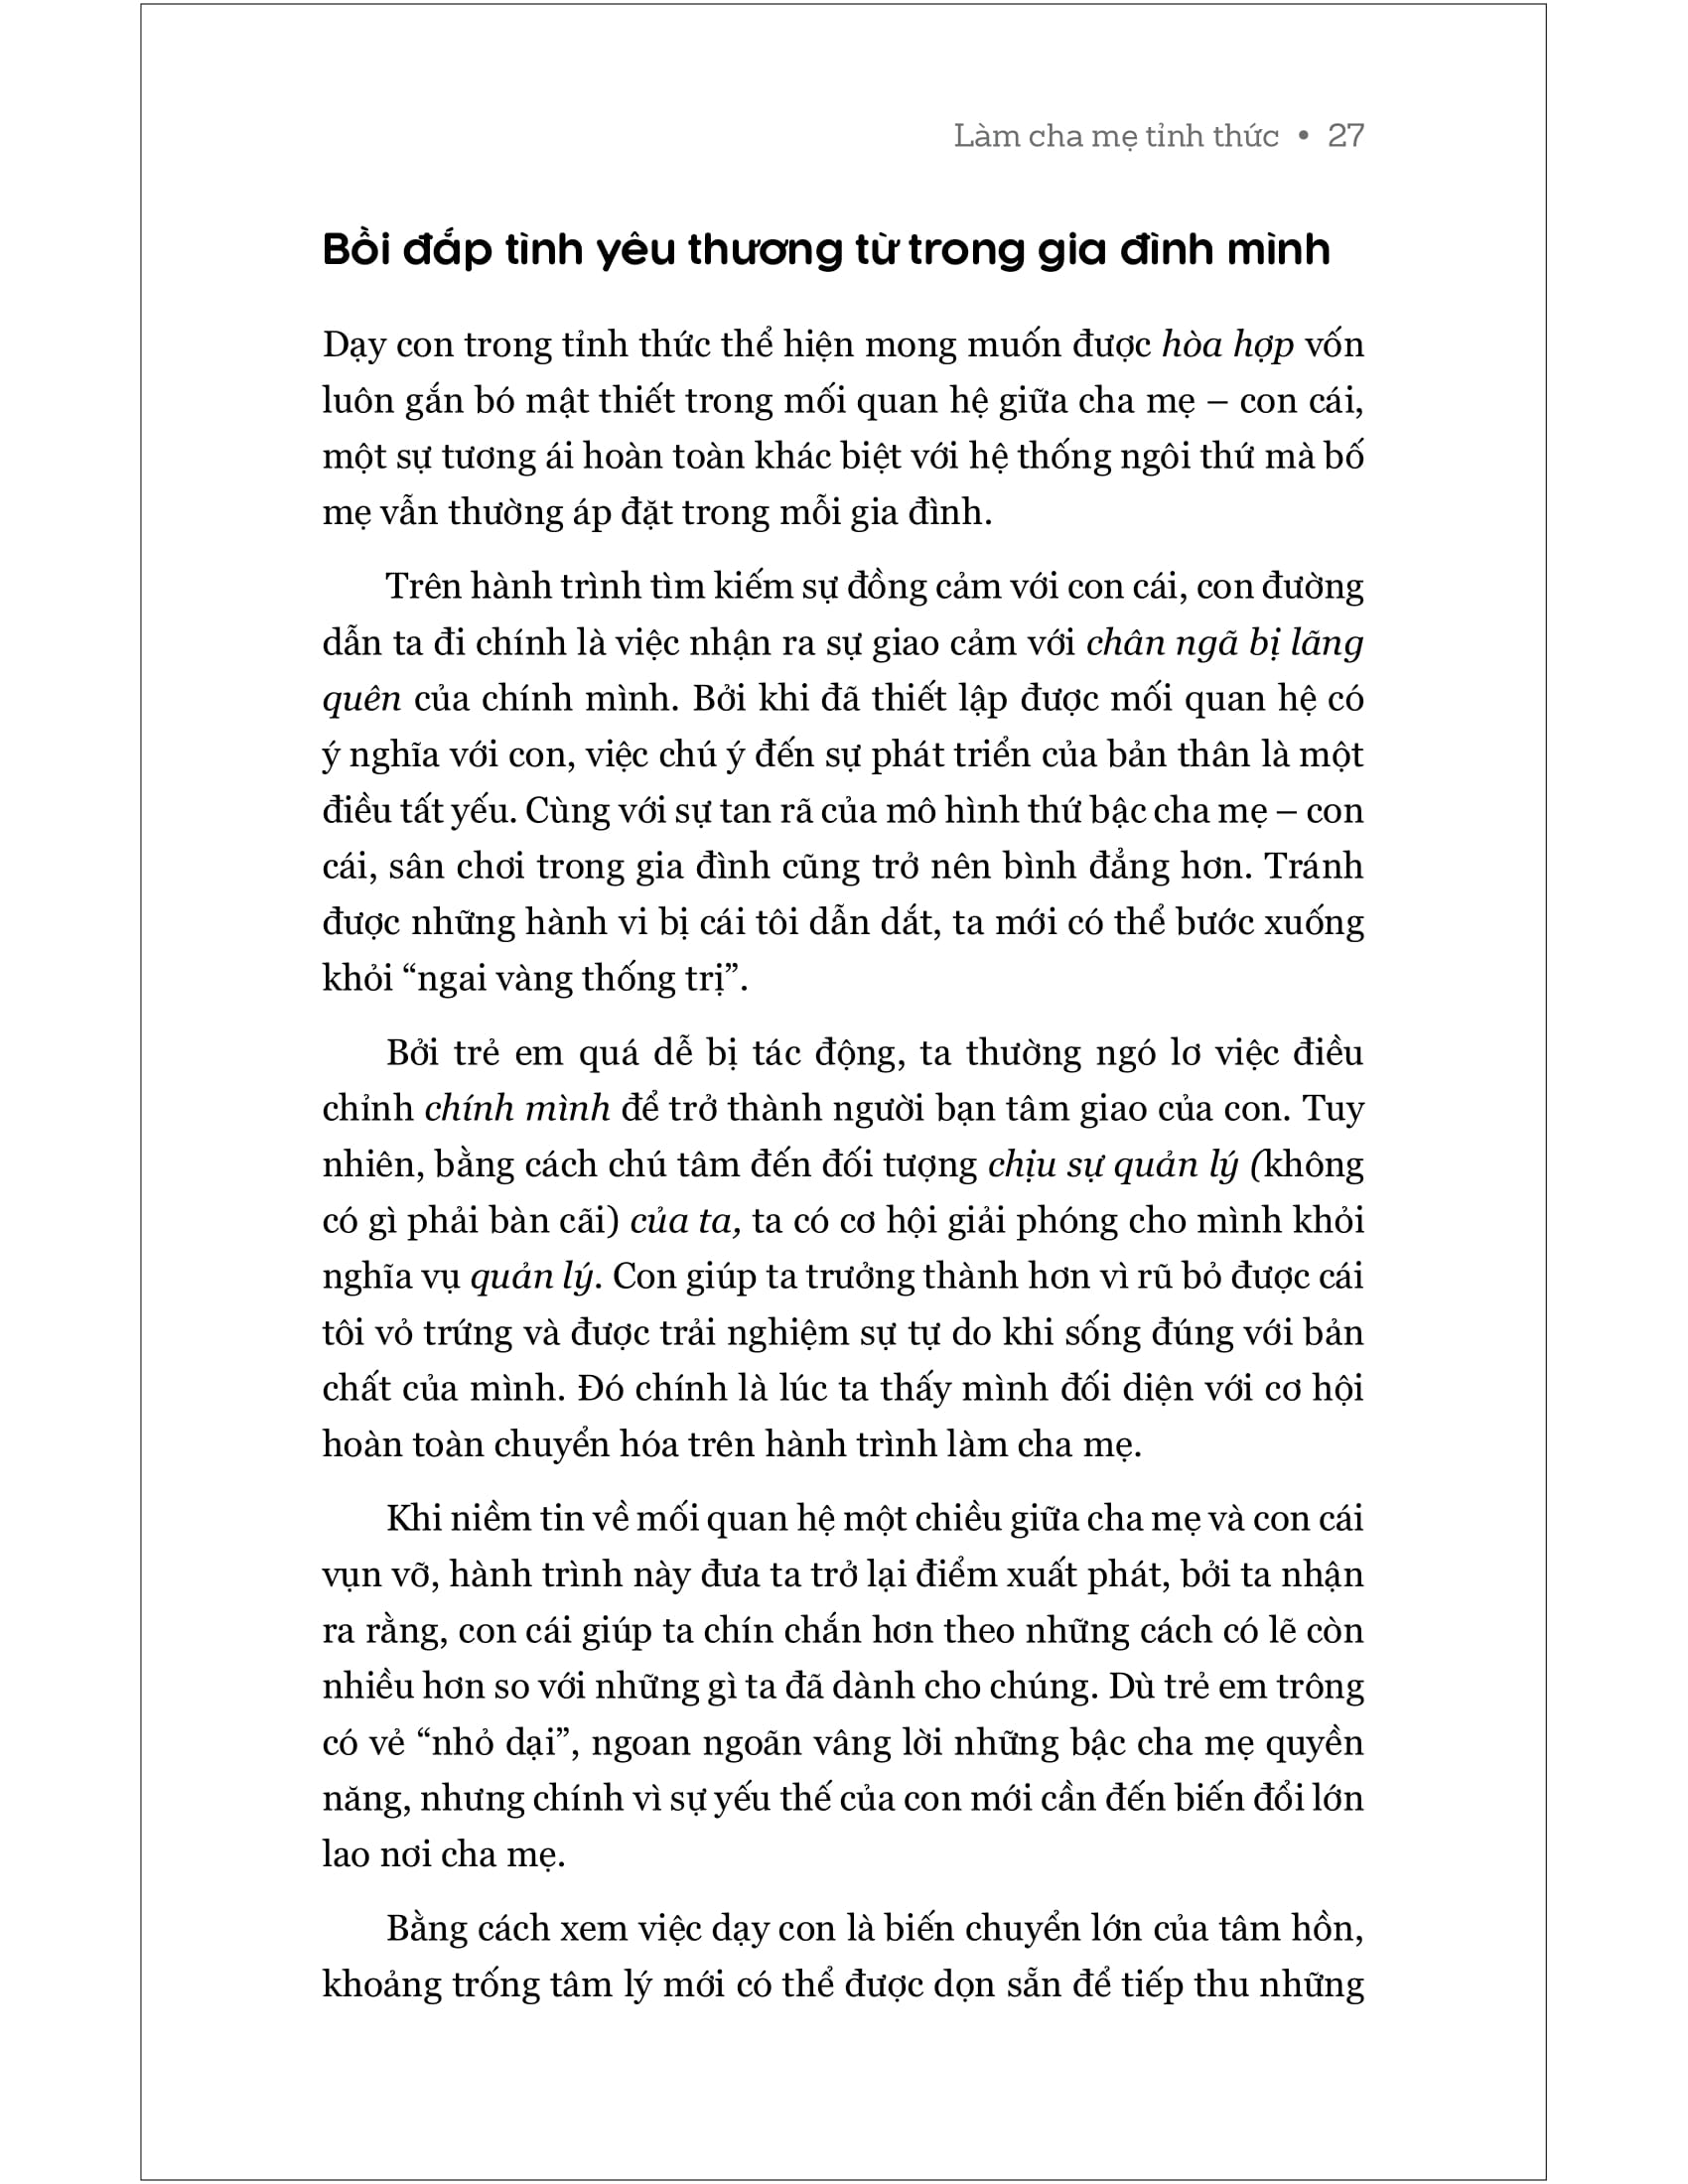 Làm cha mẹ tỉnh thức • 27
Bồi đắp tình yêu thương từ trong gia đình mình
Dạy con trong tỉnh thức thể hiện mong muốn được hòa hợp vốn
luôn gắn bó mật thiết trong mối quan hệ giữa cha mẹ – con cái,
một sự tương ái hoàn toàn khác biệt với hệ thống ngôi thứ mà bố
mẹ vẫn thường áp đặt trong mỗi gia đình.
Trên hành trình tìm kiếm sự đồng cảm với con cái, con đường
dẫn ta đi chính là việc nhận ra sự giao cảm với chân ngã bị lãng
quên của chính mình. Bởi khi đã thiết lập được mối quan hệ có
ý nghĩa với con, việc chú ý đến sự phát triển của bản thân là một
điều tất yếu. Cùng với sự tan rã của mô hình thứ bậc cha mẹ – con
cái, sân chơi trong gia đình cũng trở nên bình đẳng hơn. Tránh
được những hành vi bị cái tôi dẫn dắt, ta mới có thể bước xuống
khỏi “ngai vàng thống trị”.
Bởi trẻ em quá dễ bị tác động, ta thường ngó lơ việc điều
chỉnh chính mình để trở thành người bạn tâm giao của con. Tuy
nhiên, bằng cách chú tâm đến đối tượng chịu sự quản lý (không
có gì phải bàn cãi) của ta, ta có cơ hội giải phóng cho mình khỏi
nghĩa vụ quản lý. Con giúp ta trưởng thành hơn vì rũ bỏ được cái
tôi vỏ trứng và được trải nghiệm sự tự do khi sống đúng với bản
chất của mình. Đó chính là lúc ta thấy mình đối diện với cơ hội
hoàn toàn chuyển hóa trên hành trình làm cha mẹ.
Khi niềm tin về mối quan hệ một chiều giữa cha mẹ và con cái
vụn vỡ, hành trình này đưa ta trở lại điểm xuất phát, bởi ta nhận
ra rằng, con cái giúp ta chín chắn hơn theo những cách có lẽ còn
nhiều hơn so với những gì ta đã dành cho chúng. Dù trẻ em trông
có vẻ “nhỏ dại”, ngoan ngoãn vâng lời những bậc cha mẹ quyền
năng, nhưng chính vì sự yếu thế của con mới cần đến biến đổi lớn
lao nơi cha mẹ.
Bằng cách xem việc dạy con là biến chuyển lớn của tâm hồn,
khoảng trống tâm lý mới có thể được dọn sẵn để tiếp thu những